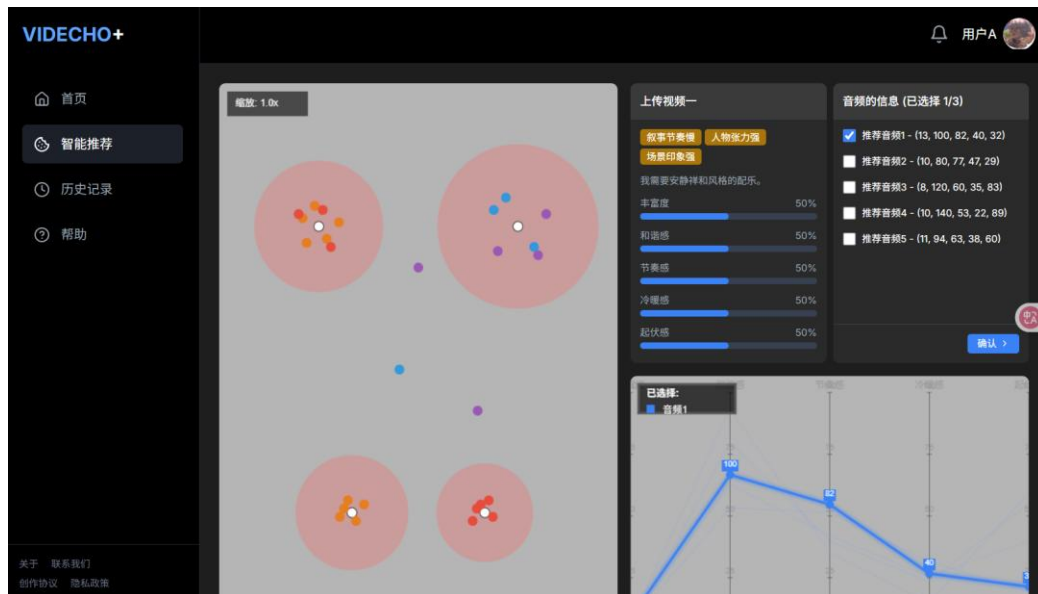 VIDECHO+
用户A
首页
智能推荐
历史记录
帮助
关于 联系我们
创作协议 隐私政策
缩放: 1.0x
上传视频一
叙事节奏慢 人物张力强
场景印象强
我需要安静祥和风格的配乐。
丰富度 50%
和谐感 50%
节奏感 50%
冷暖感 50%
起伏感 50%
音频的信息 (已选择 1/3)
推荐音频1 - (13, 100, 82, 40, 32)
推荐音频2 - (10, 80, 77, 47, 29)
推荐音频3 - (8, 120, 60, 35, 83)
推荐音频4 - (10, 140, 53, 22, 89)
推荐音频5 - (11, 94, 63, 38, 60)
确认 >
已选择:
音频1
节奏感 冷暖感
100
82
40